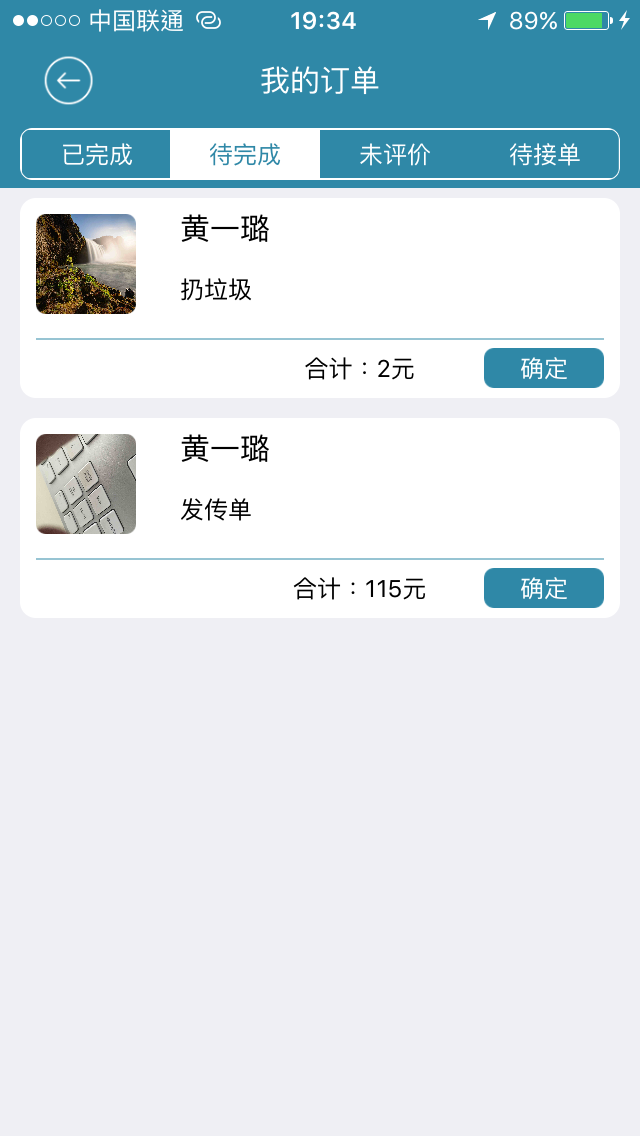 中国联通 19:34 89%
我的订单
已完成 待完成 未评价 待接单
黄一璐
扔垃圾
合计：2元 确定
黄一璐
发传单
合计：115元 确定